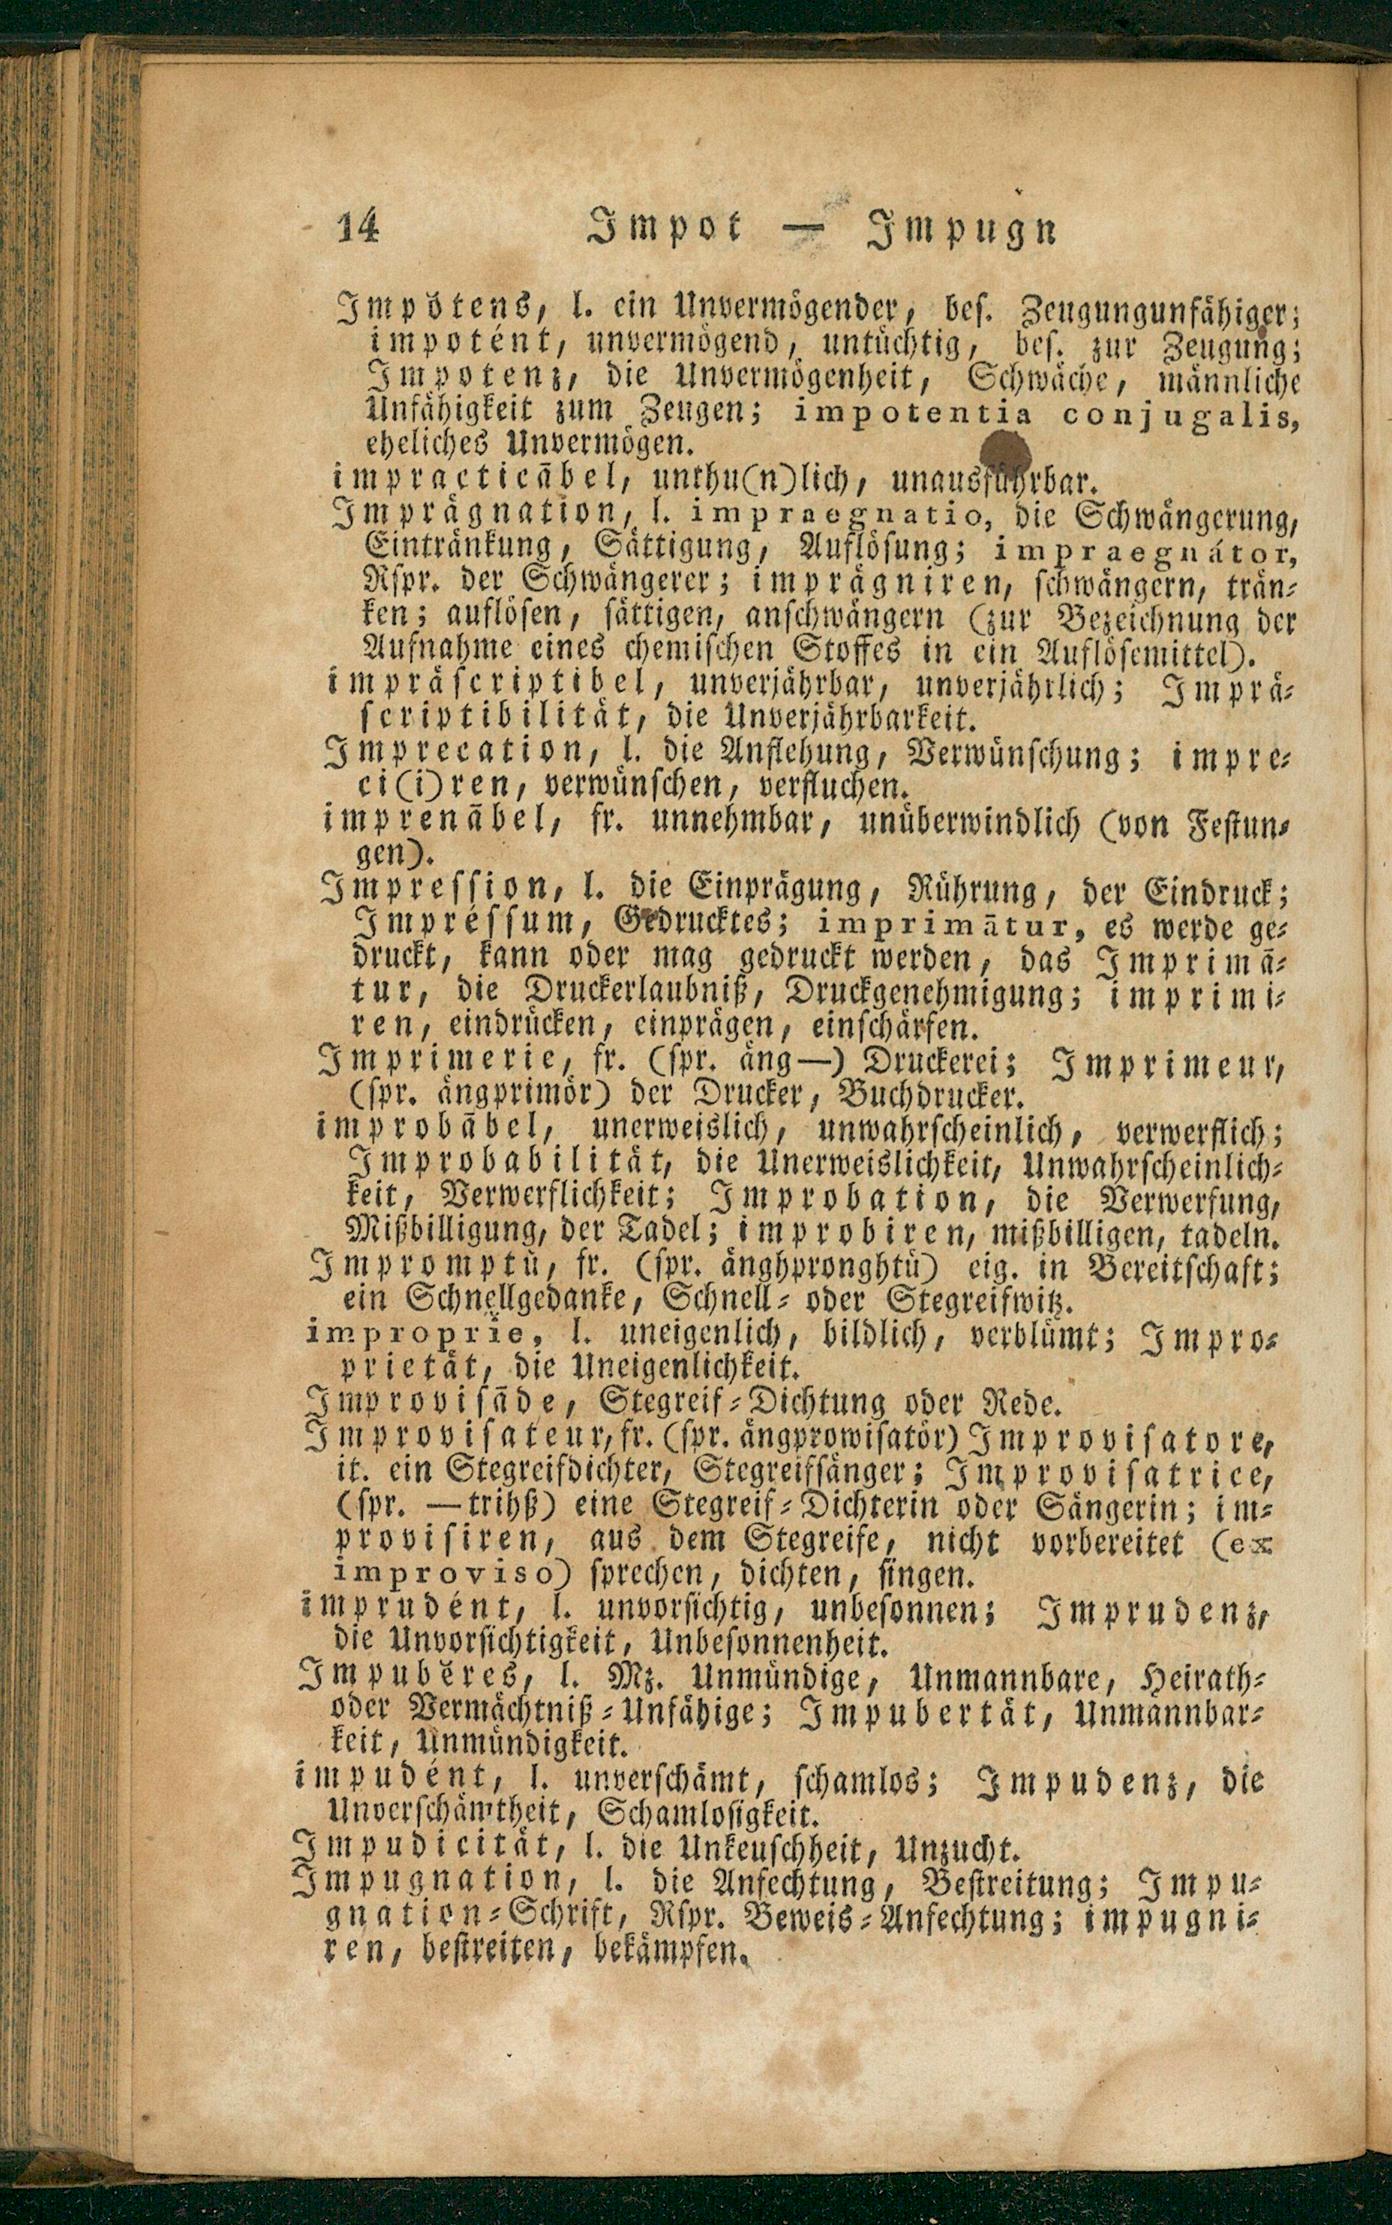 14 Impot — Impugn
Impŏtens, l. ein Unvermögender, bes. Zeugungunfähiger;
impotént, unvermögend, untüchtig, bes. zur Zeugung;
Impotenz, die Unvermögenheit, Schwäche, männliche
Unfähigkeit zum Zeugen; impotentia conjugalis,
eheliches Unvermögen.
impracticābel, unthu(n)lich, unausführbar.
Imprägnation, l. impraegnatio, die Schwängerung,
Eintränkung, Sättigung, Auflösung; impraegnátor,
Rspr. der Schwängerer; imprägniren, schwängern, trän-
ken; auflösen, sättigen, anschwängern (zur Bezeichnung der
Aufnahme eines chemischen Stoffes in ein Auflösemittel).
impräscriptibel, unverjährbar, unverjährlich; Imprä-
scriptibilität, die Unverjährbarkeit.
Imprecation, l. die Anflehung, Verwünschung; impre-
ci(i)ren, verwünschen, verfluchen.
imprenābel, fr. unnehmbar, unüberwindlich (von Festun-
gen).
Impression, l. die Einprägung, Rührung, der Eindruck;
Impréssum, Gedrucktes; imprimātur, es werde ge-
druckt, kann oder mag gedruckt werden, das Imprimā-
tur, die Druckerlaubniß, Druckgenehmigung; imprimi-
ren, eindrücken, einprägen, einschärfen.
Imprimerie, fr. (spr. äng—) Druckerei; Imprimeur,
(spr. ängprimör) der Drucker, Buchdrucker.
improbābel, unerweislich, unwahrscheinlich, verwerflich;
Improbabilität, die Unerweislichkeit, Unwahrscheinlich-
keit, Verwerflichkeit; Improbation, die Verwerfung,
Mißbilligung, der Tadel; improbiren, mißbilligen, tadeln.
Impromptü, fr. (spr. änghpronghtü) eig. in Bereitschaft;
ein Schnellgedanke, Schnell- oder Stegreifwitz.
improprĭe, l. uneigenlich, bildlich, verblümt; Impro-
prietät, die Uneigenlichkeit.
Improvisāde, Stegreif-Dichtung oder Rede.
Improvisateur, fr. (spr. ängprowisatör) Improvisatore,
it. ein Stegreifdichter, Stegreifsänger; Improvisatrice,
(spr. —trihß) eine Stegreif-Dichterin oder Sängerin; im-
provisiren, aus dem Stegreife, nicht vorbereitet (ex
improviso) sprechen, dichten, singen.
imprudént, l. unvorsichtig, unbesonnen; Imprudenz,
die Unvorsichtigkeit, Unbesonnenheit.
Impubĕres, l. Mz. Unmündige, Unmannbare, Heirath-
oder Vermächtniß-Unfähige; Impubertät, Unmannbar-
keit, Unmündigkeit.
impudént, l. unverschämt, schamlos; Impudenz, die
Unverschämtheit, Schamlosigkeit.
Impudicität, l. die Unkeuschheit, Unzucht.
Impugnation, l. die Anfechtung, Bestreitung; Impu-
gnation-Schrift, Rspr. Beweis-Anfechtung; impugni-
ren, bestreiten, bekämpfen.